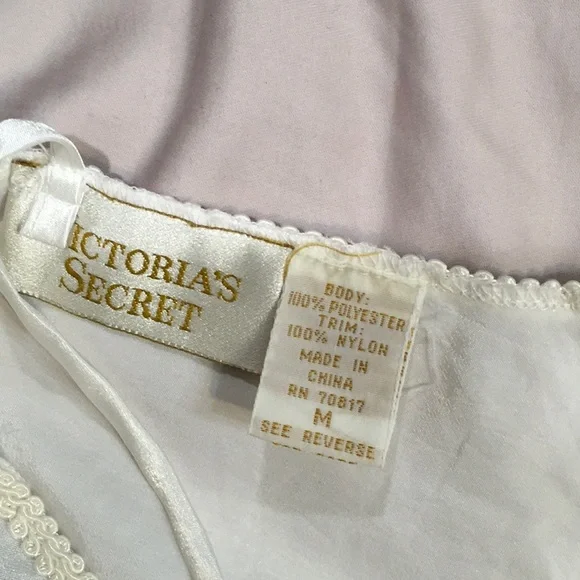 ICTORIA'S
SECRET
BODY:
100% POLYESTER
TRIM:
100% NYLON
MADE IN
CHINA
RN 70817
M
SEE REVERSE